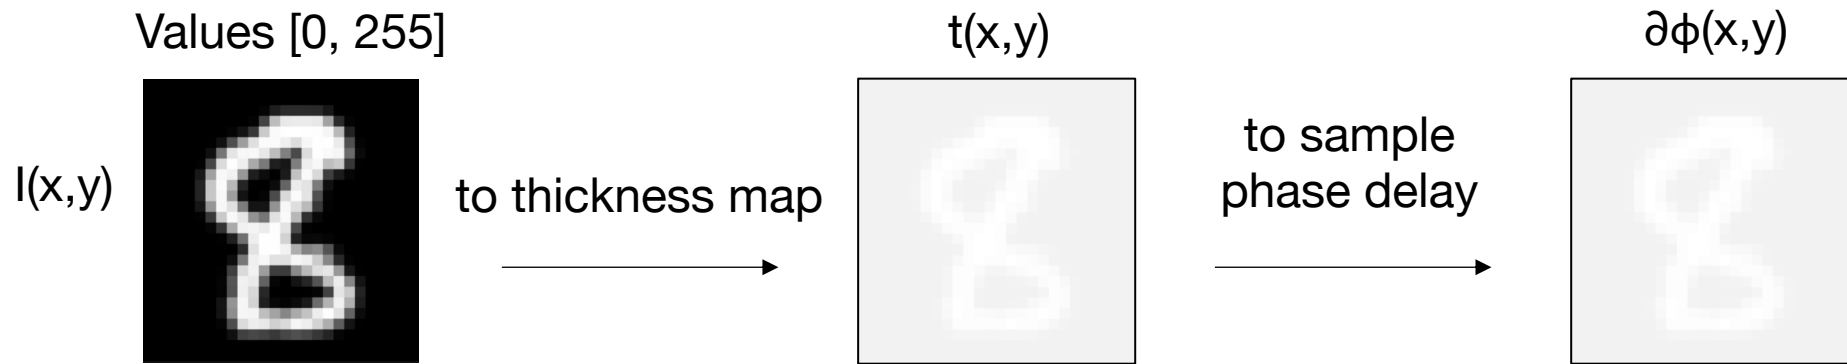 Values [0, 255]
t(x,y)
∂ϕ(x,y)
I(x,y)
to thickness map
to sample
phase delay